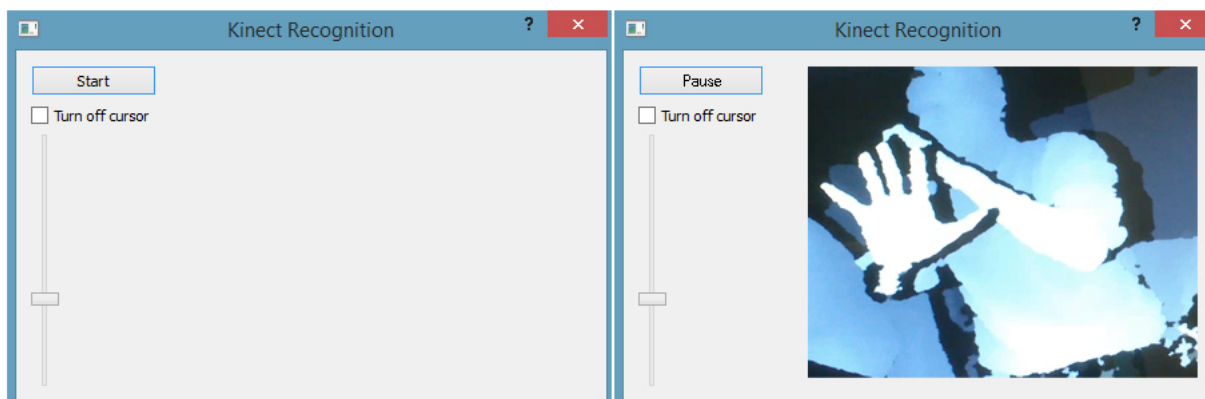 Kinect Recognition ?
Start
Turn off cursor
Kinect Recognition ?
Pause
Turn off cursor